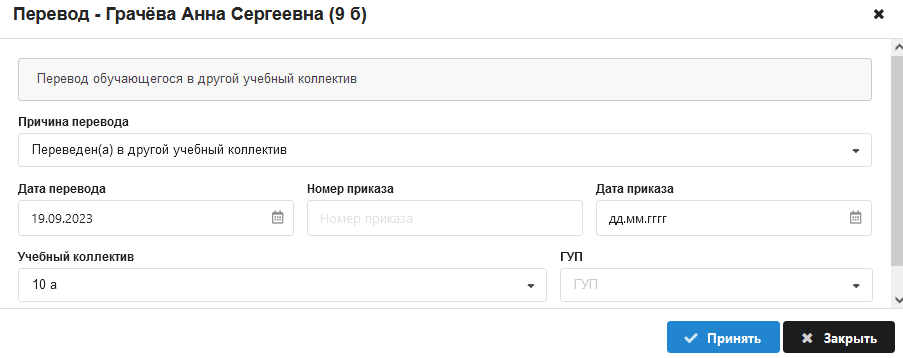 Перевод - Грачёва Анна Сергеевна (9 б)
Перевод обучающегося в другой учебный коллектив
Причина перевода
Переведен(а) в другой учебный коллектив
Дата перевода Номер приказа Дата приказа
19.09.2023 Номер приказа дд.мм.гггг
Учебный коллектив ГУП
10 а ГУП
Принять Закрыть